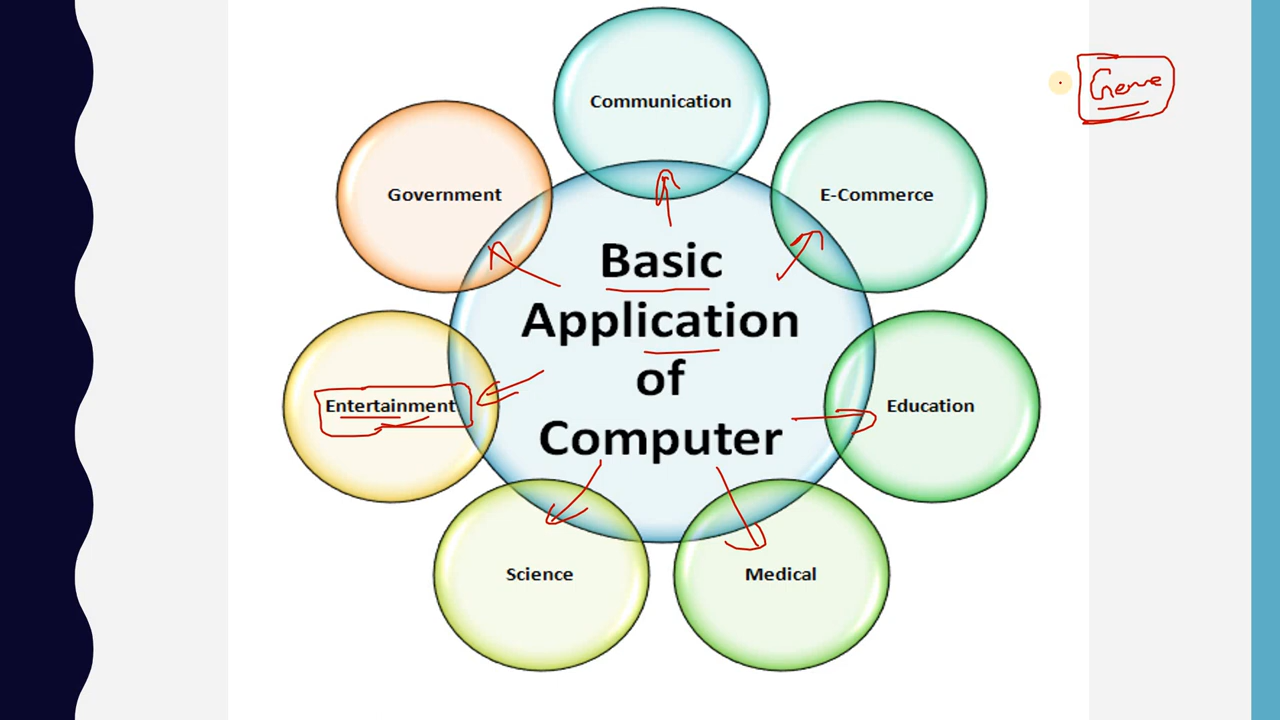 Communication
Government
E-Commerce
Basic
Application
of
Computer
Entertainment
Education
Science
Medical